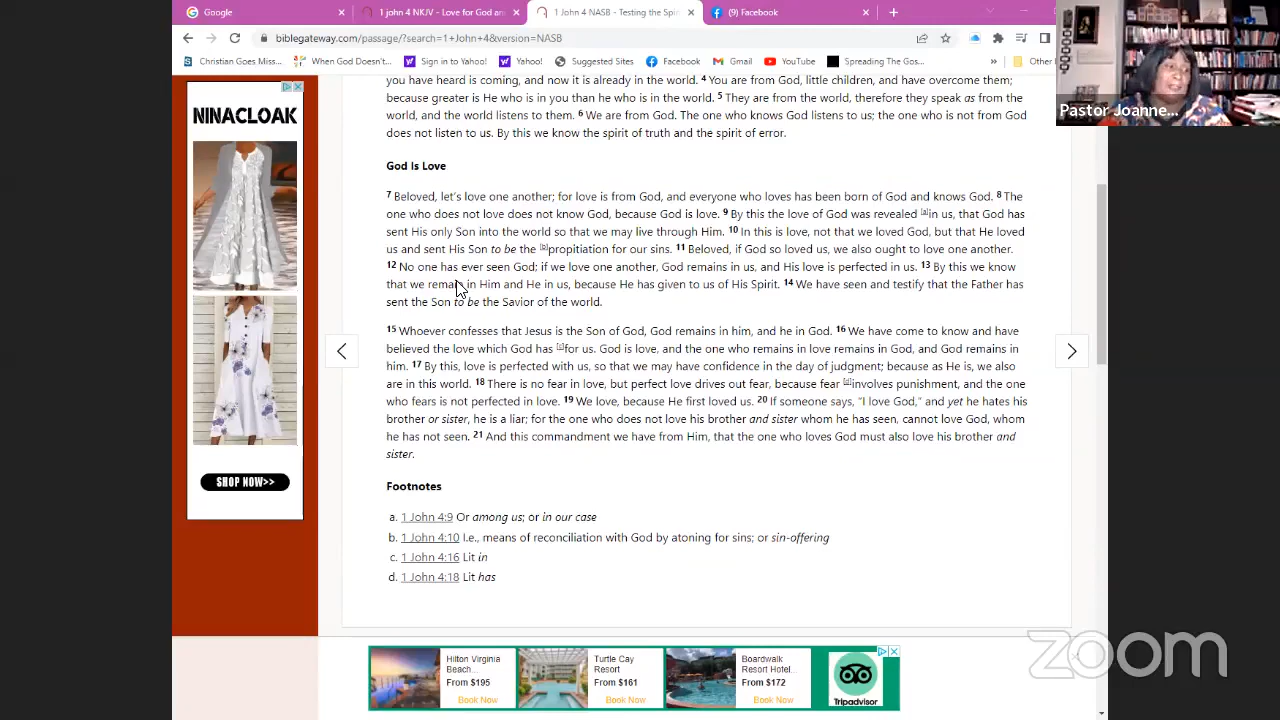 Google
1 john 4 NKJV - Love for God an
1 John 4 NASB - Testing the Spir
(9) Facebook
biblegateway.com/passage/?search=1+John+4&version=NASB
Christian Goes Miss...
When God Doesn't...
Sign in to Yahoo!
Yahoo!
Suggested Sites
Facebook
Gmail
YouTube
Spreading The Gos...
»
Other
Pastor Joanne...
you have heard is coming, and now it is already in the world. 4 You are from God, little children, and have overcome them;
because greater is He who is in you than he who is in the world. 5 They are from the world, therefore they speak as from the
world, and the world listens to them. 6 We are from God. The one who knows God listens to us; the one who is not from God
does not listen to us. By this we know the spirit of truth and the spirit of error.
God Is Love
7 Beloved, let's love one another; for love is from God, and everyone who loves has been born of God and knows God. 8 The
one who does not love does not know God, because God is love. 9 By this the love of God was revealed [a]in us, that God has
sent His only Son into the world so that we may live through Him. 10 In this is love, not that we loved God, but that He loved
us and sent His Son to be the [b]propitiation for our sins. 11 Beloved, if God so loved us, we also ought to love one another.
12 No one has ever seen God; if we love one another, God remains in us, and His love is perfected in us. 13 By this we know
that we remain in Him and He in us, because He has given to us of His Spirit. 14 We have seen and testify that the Father has
sent the Son to be the Savior of the world.
15 Whoever confesses that Jesus is the Son of God, God remains in him, and he in God. 16 We have come to know and have
believed the love which God has [c]for us. God is love, and the one who remains in love remains in God, and God remains in
him. 17 By this, love is perfected with us, so that we may have confidence in the day of judgment; because as He is, we also
are in this world. 18 There is no fear in love, but perfect love drives out fear, because fear [d]involves punishment, and the one
who fears is not perfected in love. 19 We love, because He first loved us. 20 If someone says, "I love God," and yet he hates his
brother or sister, he is a liar; for the one who does not love his brother and sister whom he has seen, cannot love God, whom
he has not seen. 21 And this commandment we have from Him, that the one who loves God must also love his brother and
sister.
Footnotes
a. 1 John 4:9 Or among us; or in our case
b. 1 John 4:10 I.e., means of reconciliation with God by atoning for sins; or sin-offering
c. 1 John 4:16 Lit in
d. 1 John 4:18 Lit has
NINACLOAK
SHOP NOW>>
Hilton Virginia
Beach...
From $195
Book Now
Turtle Cay
Resort
From $161
Book Now
Boardwalk
Resort Hotel...
From $172
Book Now
Tripadvisor
zoom